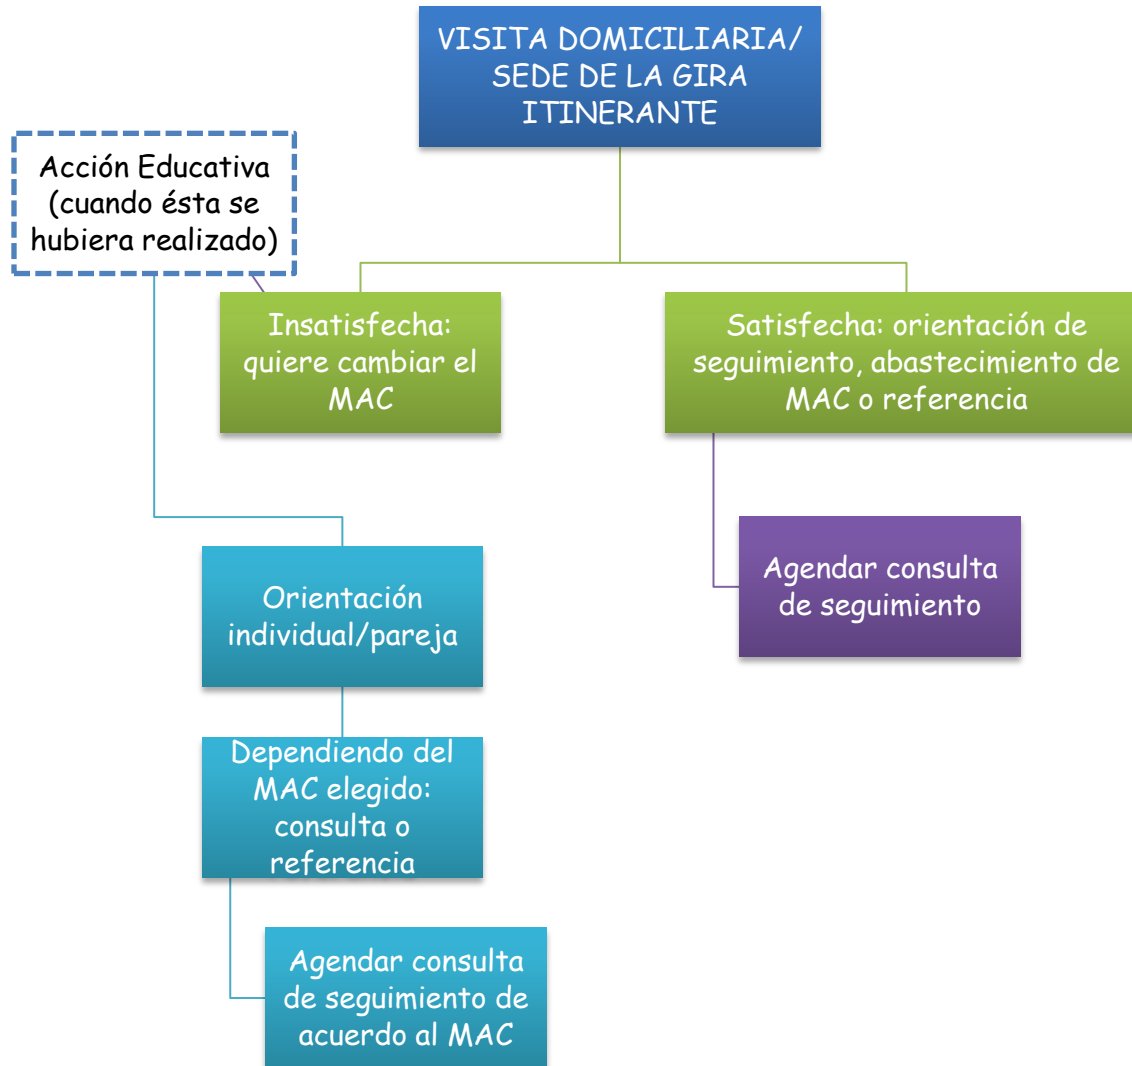 VISITA DOMICILIARIA/
SEDE DE LA GIRA
ITINERANTE
Acción Educativa
(cuando ésta se
hubiera realizado)
Insatisfecha:
quiere cambiar el
MAC
Satisfecha: orientación de
seguimiento, abastecimiento de
MAC o referencia
Orientación
individual/pareja
Agendar consulta
de seguimiento
Dependiendo del
MAC elegido:
consulta o
referencia
Agendar consulta
de seguimiento de
acuerdo al MAC